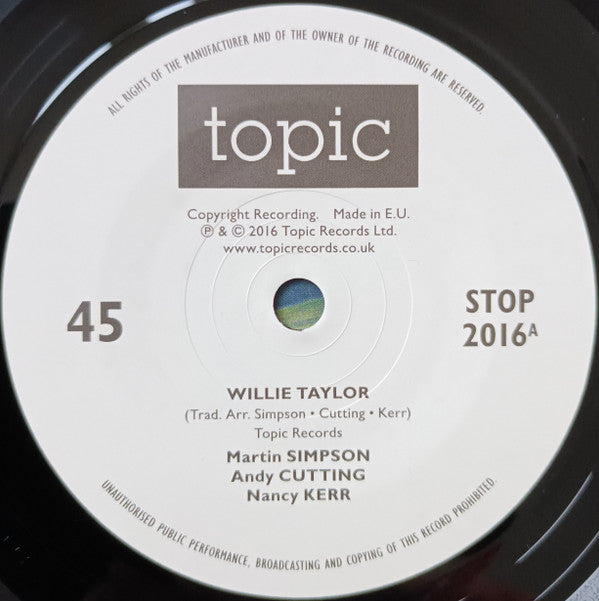 ALL RIGHTS OF THE MANUFACTURER AND OF THE OWNER OF THE RECORDING ARE RESERVED.
topic
Copyright Recording. Made in E.U.
℗ & © 2016 Topic Records Ltd.
www.topicrecords.co.uk
45
STOP
2016A
WILLIE TAYLOR
(Trad. Arr. Simpson • Cutting • Kerr)
Topic Records
Martin SIMPSON
Andy CUTTING
Nancy KERR
UNAUTHORISED PUBLIC PERFORMANCE, BROADCASTING AND COPYING OF THIS RECORD PROHIBITED.